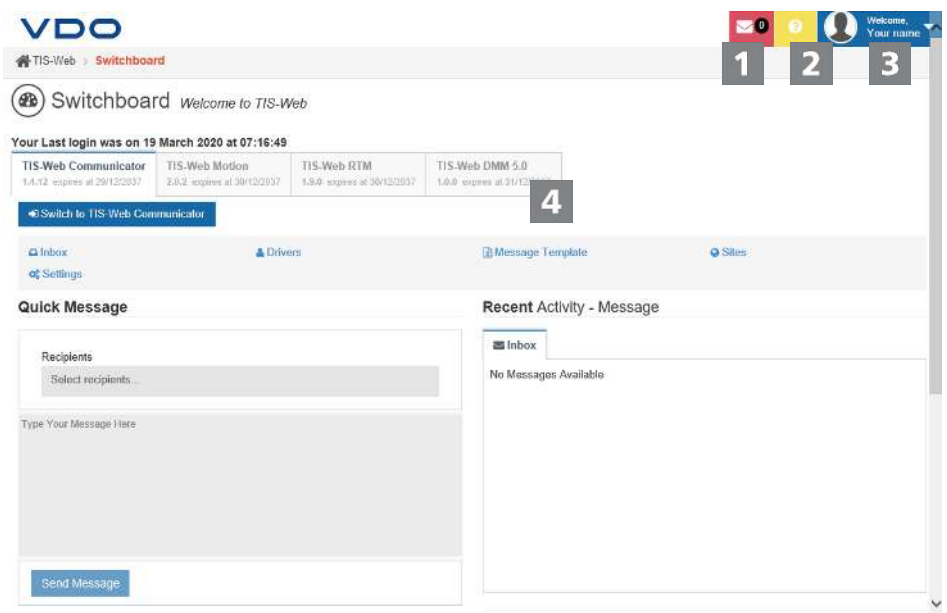 VDO
0
?
Welcome,
Your name
1 2 3
TIS-Web > Switchboard
Switchboard Welcome to TIS-Web
Your Last login was on 19 March 2020 at 07:16:49
TIS-Web Communicator TIS-Web Motion TIS-Web RTM TIS-Web DMM 5.0
1.4.12 expires at 29/12/2037 2.0.2 expires at 30/12/2037 1.9.0 expires at 30/12/2037 1.0.0 expires at 31/12/
4
Switch to TIS-Web Communicator
Inbox Drivers Message Template Sites
Settings
Quick Message Recent Activity - Message
Inbox
Recipients
Select recipients...
No Messages Available
Type Your Message Here
Send Message